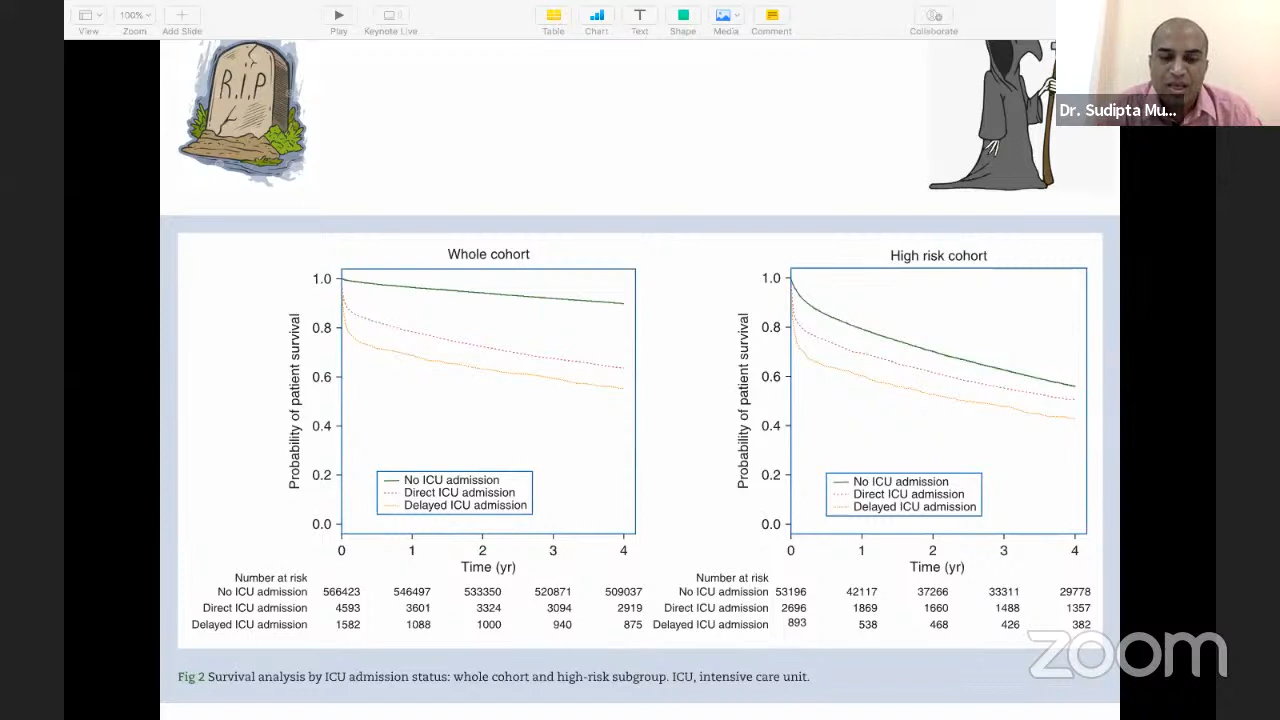 View
100%
Zoom
Add Slide
Play
Keynote Live
Table
Chart
Text
Shape
Media
Comment
Collaborate
Dr. Sudipta Mu...
R.I.P
Whole cohort
1.0
0.8
0.6
0.4
0.2
0.0
Probability of patient survival
No ICU admission
Direct ICU admission
Delayed ICU admission
0 1 2 3 4
Time (yr)
Number at risk
No ICU admission 566423 546497 533350 520871 509037
Direct ICU admission 4593 3601 3324 3094 2919
Delayed ICU admission 1582 1088 1000 940 875
High risk cohort
1.0
0.8
0.6
0.4
0.2
0.0
Probability of patient survival
No ICU admission
Direct ICU admission
Delayed ICU admission
0 1 2 3 4
Time (yr)
Number at risk
No ICU admission 53196 42117 37266 33311 29778
Direct ICU admission 2696 1869 1660 1488 1357
Delayed ICU admission 893 538 468 426 382
zoom
Fig 2 Survival analysis by ICU admission status: whole cohort and high-risk subgroup. ICU, intensive care unit.